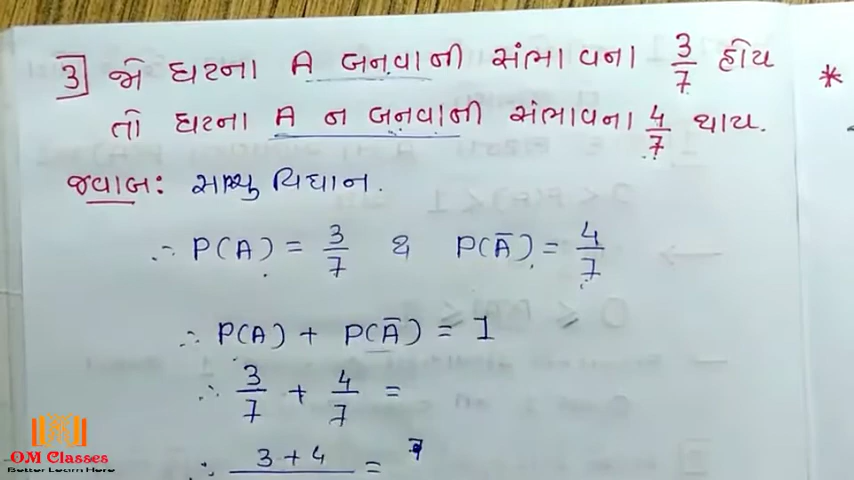 3] જો ઘટના A બનવાની સંભાવના 3/7 હોય
તો ઘટના A ન બનવાની સંભાવના 4/7 થાય.
જવાબ: સાચુ વિધાન.
∴ P(A) = 3/7 & P(Ā) = 4/7
∴ P(A) + P(Ā) = 1
∴ 3/7 + 4/7 =
∴ 3+4 =
*
OM Classes
Better Learn Here